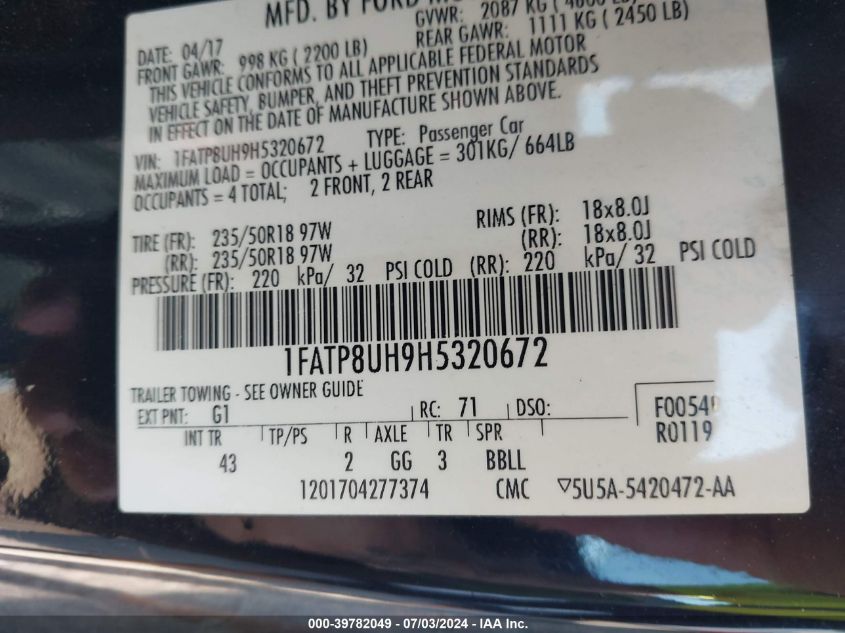 MFD. BY FORD
GVWR: 2087 KG
DATE: 04/17
FRONT GAWR: 998 KG ( 2200 LB)
REAR GAWR: 1111 KG ( 2450 LB)
THIS VEHICLE CONFORMS TO ALL APPLICABLE FEDERAL MOTOR
VEHICLE SAFETY, BUMPER, AND THEFT PREVENTION STANDARDS
IN EFFECT ON THE DATE OF MANUFACTURE SHOWN ABOVE.
VIN: 1FATP8UH9H5320672 TYPE: Passenger Car
MAXIMUM LOAD = OCCUPANTS + LUGGAGE = 301KG/ 664LB
OCCUPANTS = 4 TOTAL; 2 FRONT, 2 REAR
TIRE (FR): 235/50R18 97W RIMS (FR): 18x8.0J
(RR): 235/50R18 97W (RR): 18x8.0J
PRESSURE (FR): 220 kPa/ 32 PSI COLD (RR): 220 kPa/ 32 PSI COLD
1FATP8UH9H5320672
TRAILER TOWING - SEE OWNER GUIDE
EXT PNT: G1 RC: 71 DSO: F0054
INT TR TP/PS R AXLE TR SPR R0119
43 2 GG 3 BBLL
1201704277374 CMC ▽5U5A-5420472-AA
000-39782049 - 07/03/2024 - IAA Inc.